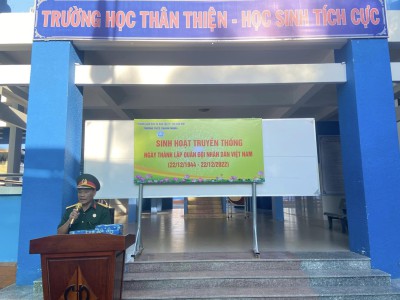 TRƯỜNG HỌC THÂN THIỆN - HỌC SINH TÍCH CỰC
SINH HOẠT TRUYỀN THỐNG
NGÀY THÀNH LẬP QUÂN ĐỘI NHÂN DÂN VIỆT NAM
(22/12/1944 - 22/12/2022)